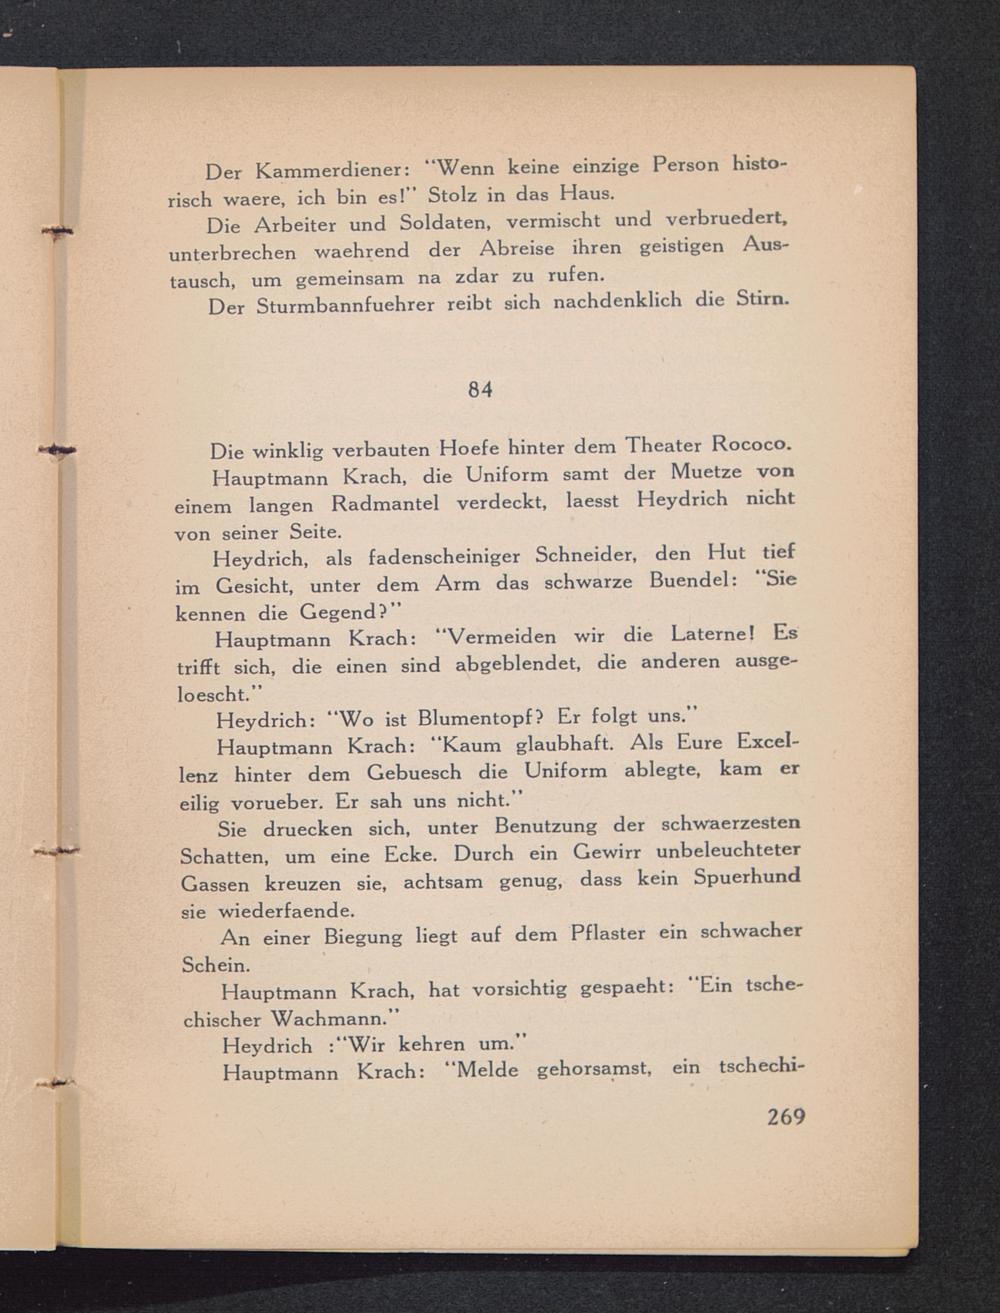 Der Kammerdiener: “Wenn keine einzige Person histo-
risch waere, ich bin es!” Stolz in das Haus.
Die Arbeiter und Soldaten, vermischt und verbruedert,
unterbrechen waehrend der Abreise ihren geistigen Aus-
tausch, um gemeinsam na zdar zu rufen.
Der Sturmbannfuehrer reibt sich nachdenklich die Stirn.
84
Die winklig verbauten Hoefe hinter dem Theater Rococo.
Hauptmann Krach, die Uniform samt der Muetze von
einem langen Radmantel verdeckt, laesst Heydrich nicht
von seiner Seite.
Heydrich, als fadenscheiniger Schneider, den Hut tief
im Gesicht, unter dem Arm das schwarze Buendel: “Sie
kennen die Gegend?”
Hauptmann Krach: “Vermeiden wir die Laterne! Es
trifft sich, die einen sind abgeblendet, die anderen ausge-
loescht.”
Heydrich: “Wo ist Blumentopf? Er folgt uns.”
Hauptmann Krach: “Kaum glaubhaft. Als Eure Excel-
lenz hinter dem Gebuesch die Uniform ablegte, kam er
eilig vorueber. Er sah uns nicht.”
Sie druecken sich, unter Benutzung der schwaerzesten
Schatten, um eine Ecke. Durch ein Gewirr unbeleuchteter
Gassen kreuzen sie, achtsam genug, dass kein Spuerhund
sie wiederfaende.
An einer Biegung liegt auf dem Pflaster ein schwacher
Schein.
Hauptmann Krach, hat vorsichtig gespaeht: “Ein tsche-
chischer Wachmann.”
Heydrich :“Wir kehren um.”
Hauptmann Krach: “Melde gehorsamst, ein tschechi-
269